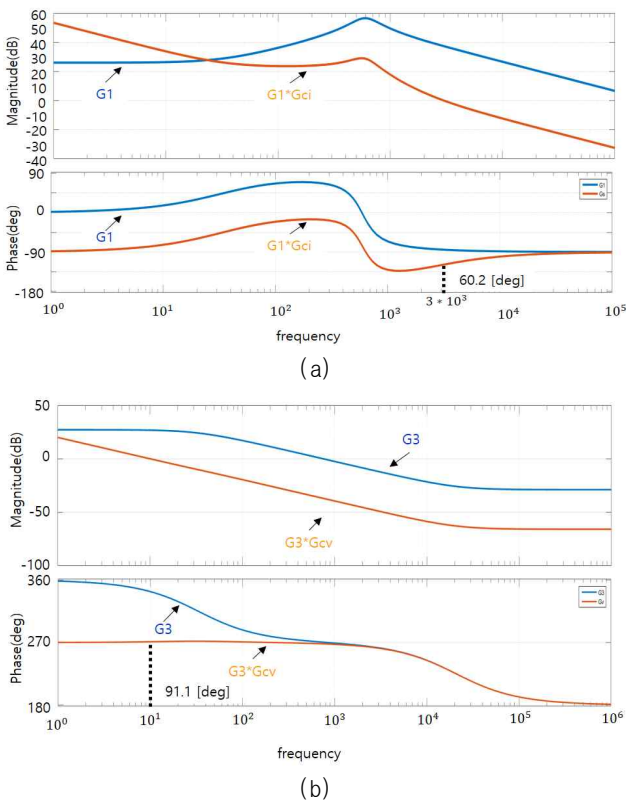 60
50
40
30
20
10
0
-10
-20
-30
-40
Magnitude(dB)
G1
G1*Gci
90
0
-90
-180
Phase(deg)
G1
G1*Gci
G1
60.2 [deg]
3 * 10³
10⁰
10¹
10²
10³
10⁴
10⁵
frequency
(a)
50
0
-50
-100
Magnitude(dB)
G3
G3*Gcv
360
270
180
Phase(deg)
G3
G3*Gcv
G3
91.1 [deg]
10⁰
10¹
10²
10³
10⁴
10⁵
10⁶
frequency
(b)